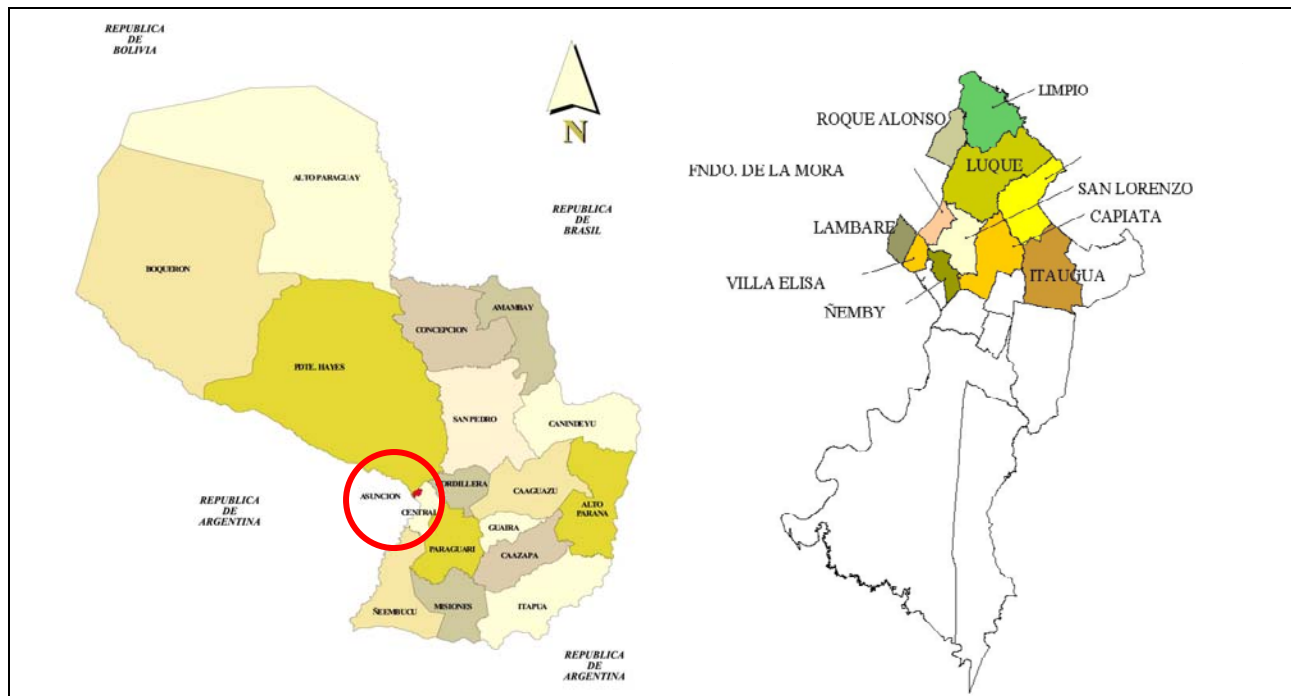 REPUBLICA
DE
BOLIVIA
N
ALTO PARAGUAY
REPUBLICA
DE
BRASIL
BOQUERON
AMAMBAY
CONCEPCION
PDTE. HAYES
SAN PEDRO
CANINDEYU
REPUBLICA
DE
ARGENTINA
ASUNCION
CORDILLERA
CENTRAL
CAAGUAZU
ALTO
PARANA
GUAIRA
PARAGUARI
CAAZAPA
ÑEEMBUCU
MISIONES
ITAPUA
REPUBLICA
DE
ARGENTINA
LIMPIO
ROQUE ALONSO
LUQUE
FNDO. DE LA MORA
SAN LORENZO
LAMBARE
CAPIATA
VILLA ELISA
ITAUGUA
ÑEMBY